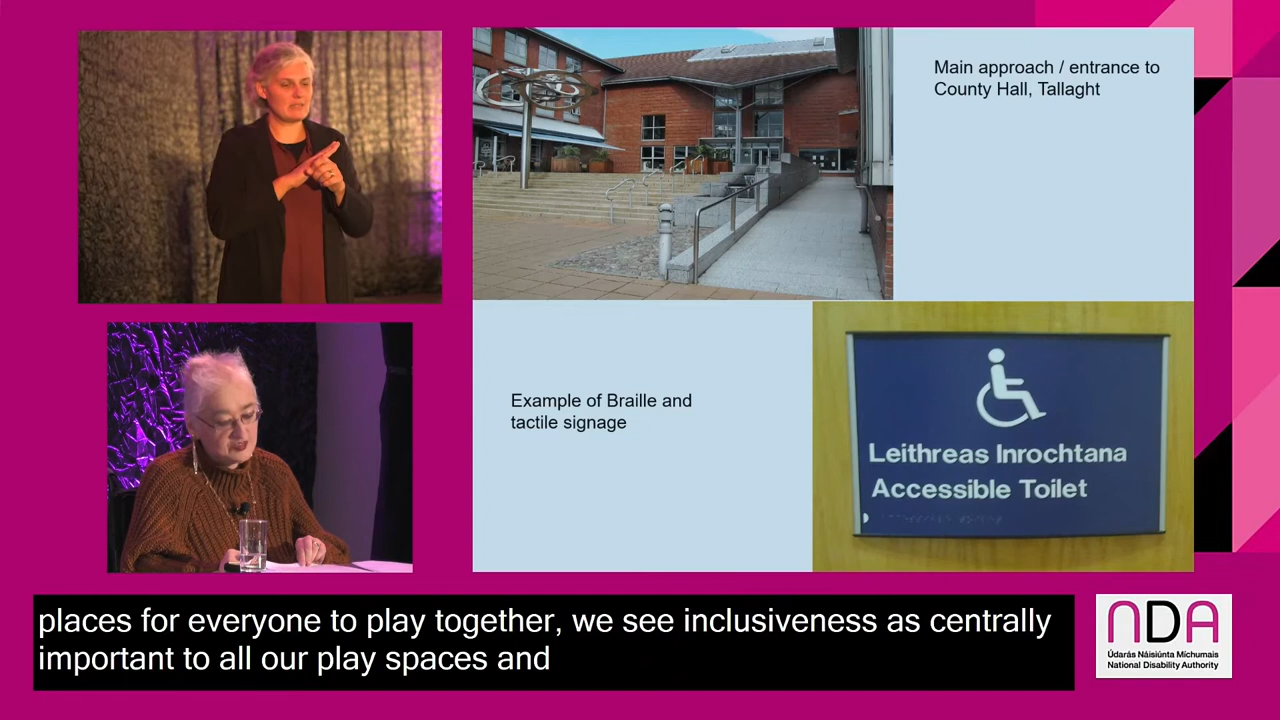 Main approach / entrance to
County Hall, Tallaght
Example of Braille and
tactile signage
Leithreas Inrochtana
Accessible Toilet
places for everyone to play together, we see inclusiveness as centrally
important to all our play spaces and
NDA
Údarás Náisiúnta Míchumais
National Disability Authority